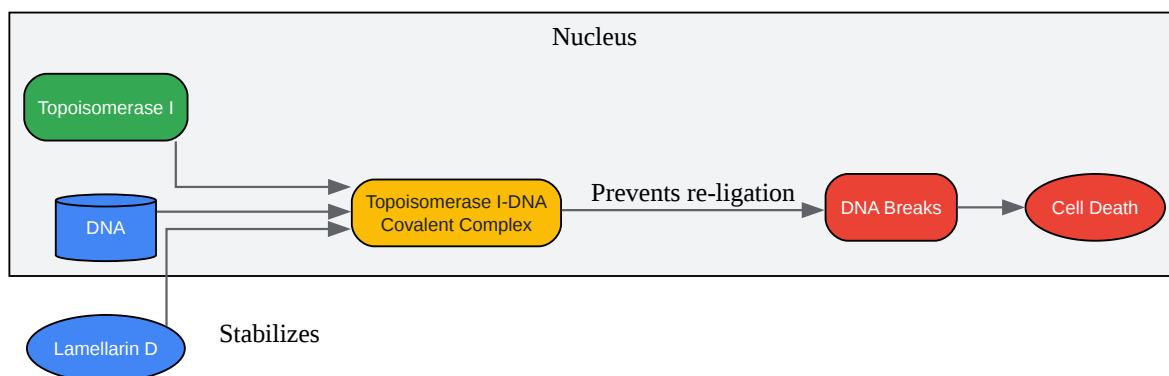 Nucleus
Topoisomerase I
DNA
Topoisomerase I-DNA
Covalent Complex
Prevents re-ligation
DNA Breaks
Cell Death
Lamellarin D
Stabilizes